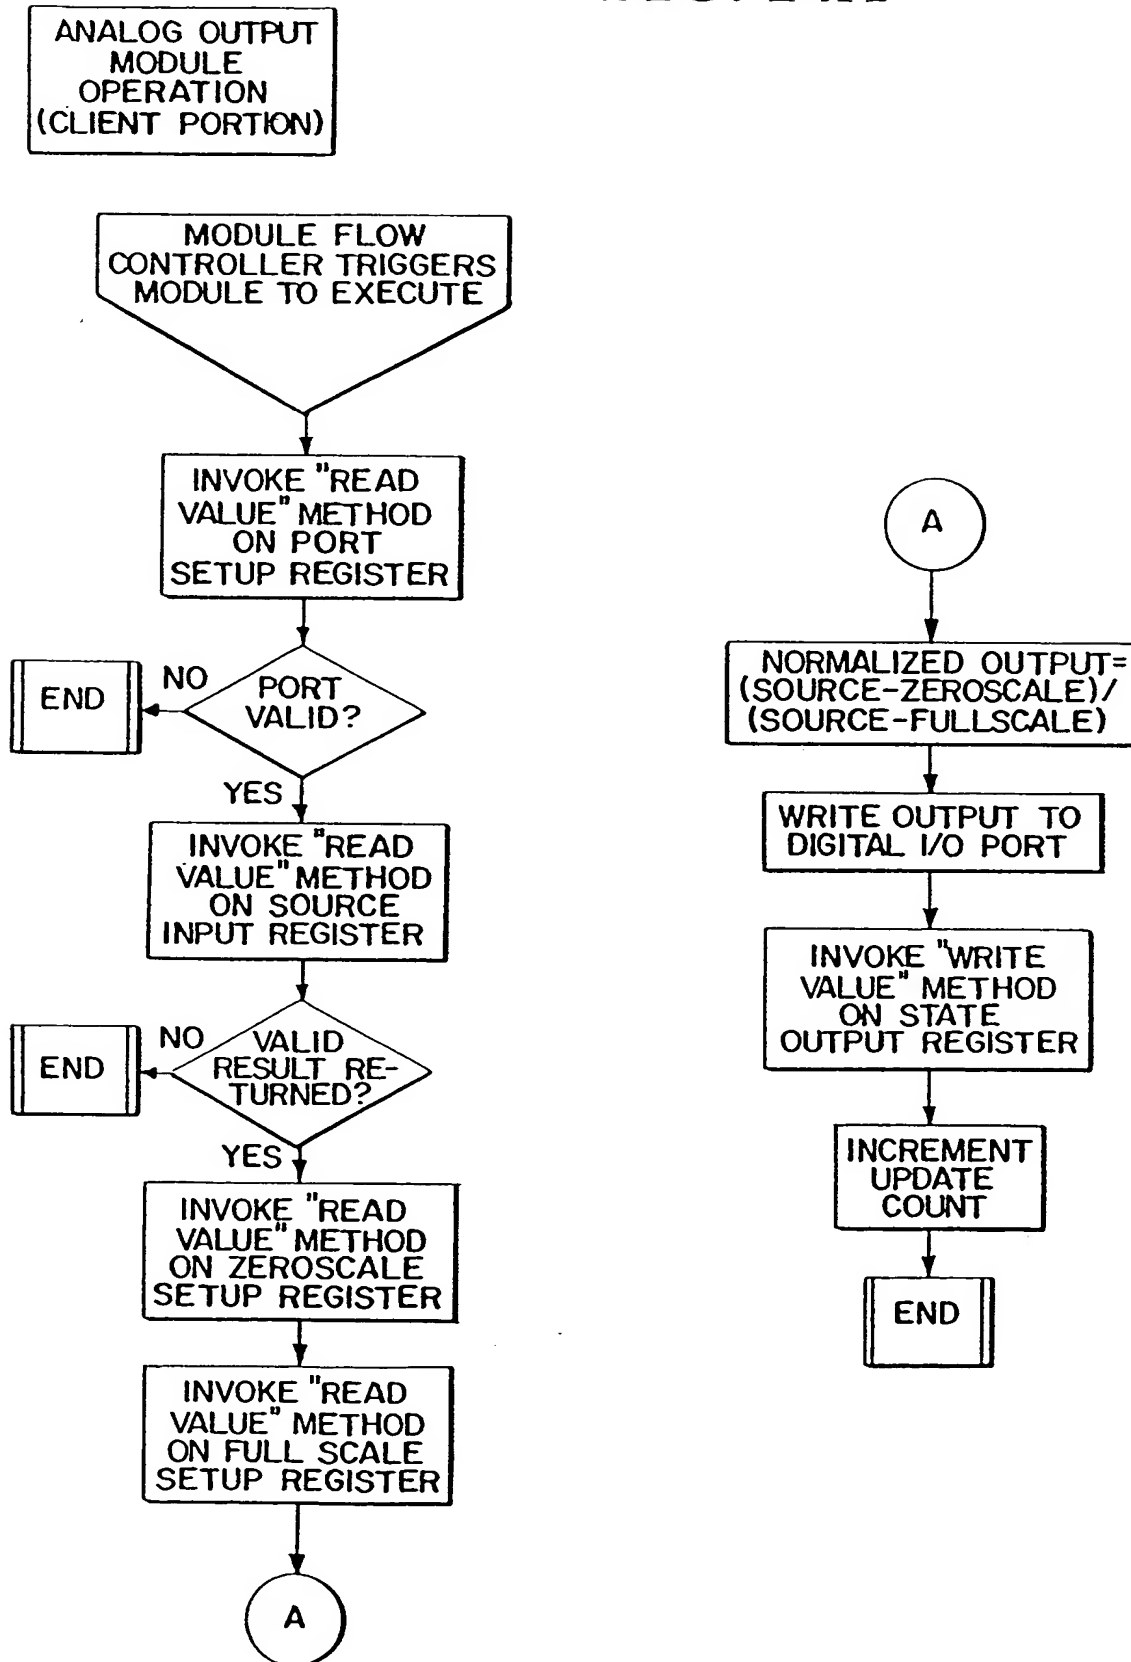 ANALOG OUTPUT
MODULE
OPERATION
(CLIENT PORTION)
MODULE FLOW
CONTROLLER TRIGGERS
MODULE TO EXECUTE
INVOKE "READ
VALUE" METHOD
ON PORT
SETUP REGISTER
PORT
VALID?
NO
END
YES
INVOKE "READ
VALUE" METHOD
ON SOURCE
INPUT REGISTER
VALID
RESULT RE-
TURNED?
NO
END
YES
INVOKE "READ
VALUE" METHOD
ON ZEROSCALE
SETUP REGISTER
INVOKE "READ
VALUE" METHOD
ON FULL SCALE
SETUP REGISTER
A
A
NORMALIZED OUTPUT=
(SOURCE-ZEROSCALE)/
(SOURCE-FULLSCALE)
WRITE OUTPUT TO
DIGITAL I/O PORT
INVOKE "WRITE
VALUE" METHOD
ON STATE
OUTPUT REGISTER
INCREMENT
UPDATE
COUNT
END